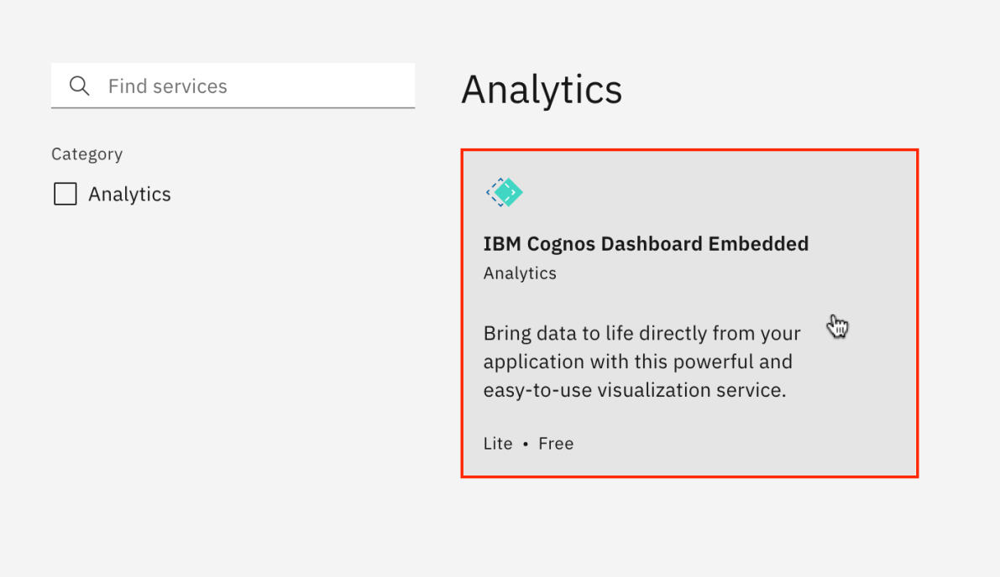 Find services
Category
Analytics
Analytics
IBM Cognos Dashboard Embedded
Analytics
Bring data to life directly from your
application with this powerful and
easy-to-use visualization service.
Lite • Free